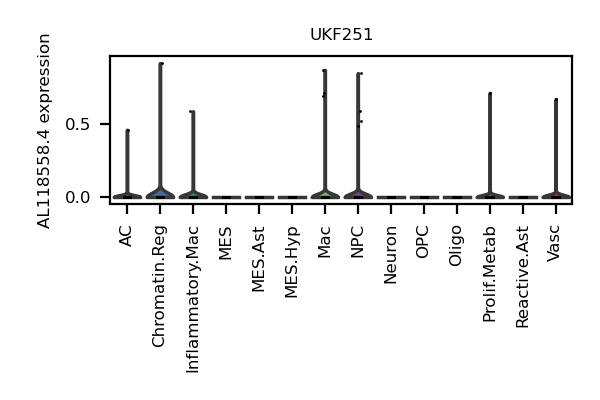 UKF251
AL118558.4 expression
0.5
0.0
AC
Chromatin.Reg
Inflammatory.Mac
MES
MES.Ast
MES.Hyp
Mac
NPC
Neuron
OPC
Oligo
Prolif.Metab
Reactive.Ast
Vasc